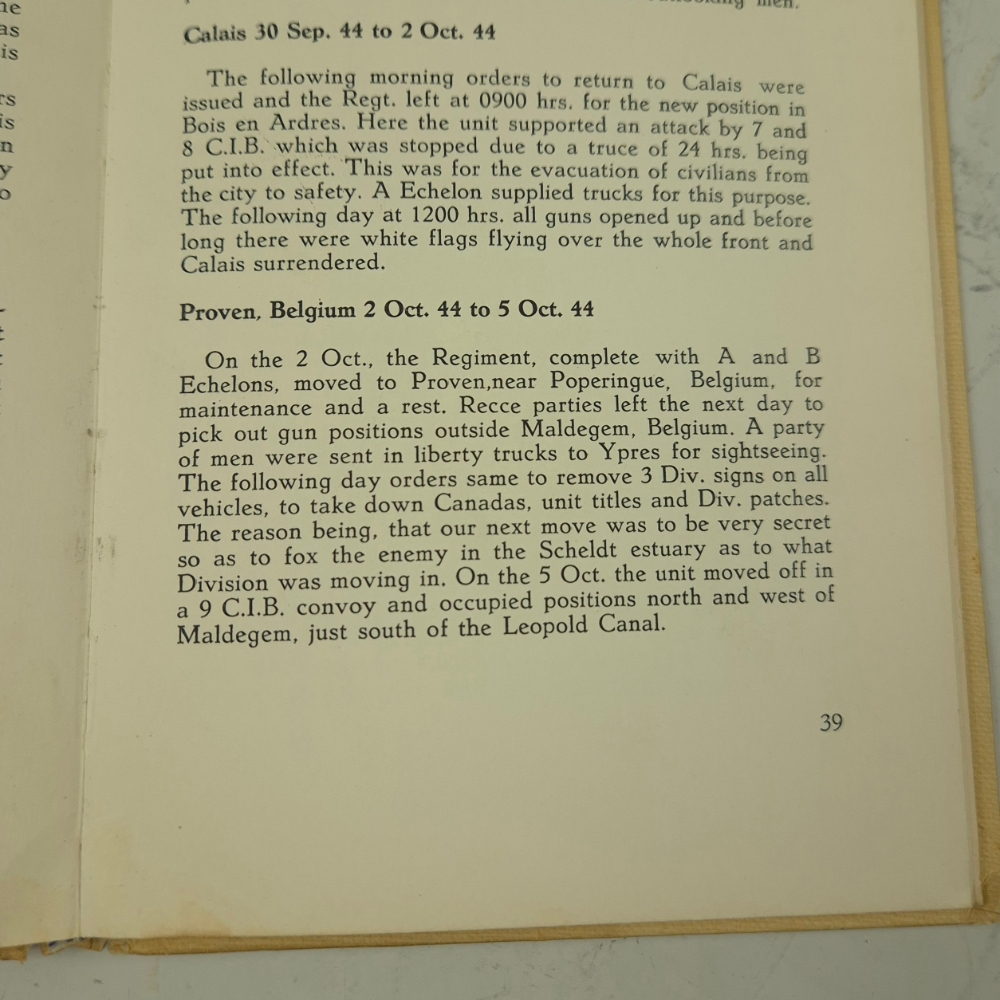 he
as
is
rs
is
n
y
o
men.
Calais 30 Sep. 44 to 2 Oct. 44
The following morning orders to return to Calais were
issued and the Regt. left at 0900 hrs. for the new position in
Bois en Ardres. Here the unit supported an attack by 7 and
8 C.I.B. which was stopped due to a truce of 24 hrs. being
put into effect. This was for the evacuation of civilians from
the city to safety. A Echelon supplied trucks for this purpose.
The following day at 1200 hrs. all guns opened up and before
long there were white flags flying over the whole front and
Calais surrendered.
Proven, Belgium 2 Oct. 44 to 5 Oct. 44
On the 2 Oct., the Regiment, complete with A and B
Echelons, moved to Proven,near Poperingue, Belgium, for
maintenance and a rest. Recce parties left the next day to
pick out gun positions outside Maldegem, Belgium. A party
of men were sent in liberty trucks to Ypres for sightseeing.
The following day orders same to remove 3 Div. signs on all
vehicles, to take down Canadas, unit titles and Div. patches.
The reason being, that our next move was to be very secret
so as to fox the enemy in the Scheldt estuary as to what
Division was moving in. On the 5 Oct. the unit moved off in
a 9 C.I.B. convoy and occupied positions north and west of
Maldegem, just south of the Leopold Canal.
39